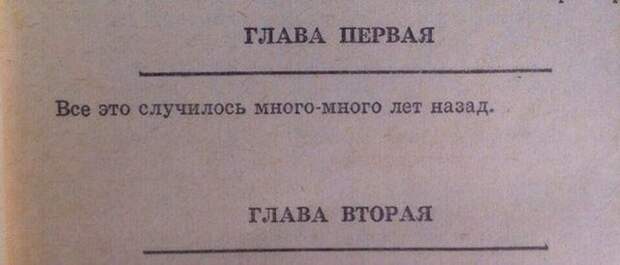 ГЛАВА ПЕРВАЯ
Все это случилось много-много лет назад.
ГЛАВА ВТОРАЯ